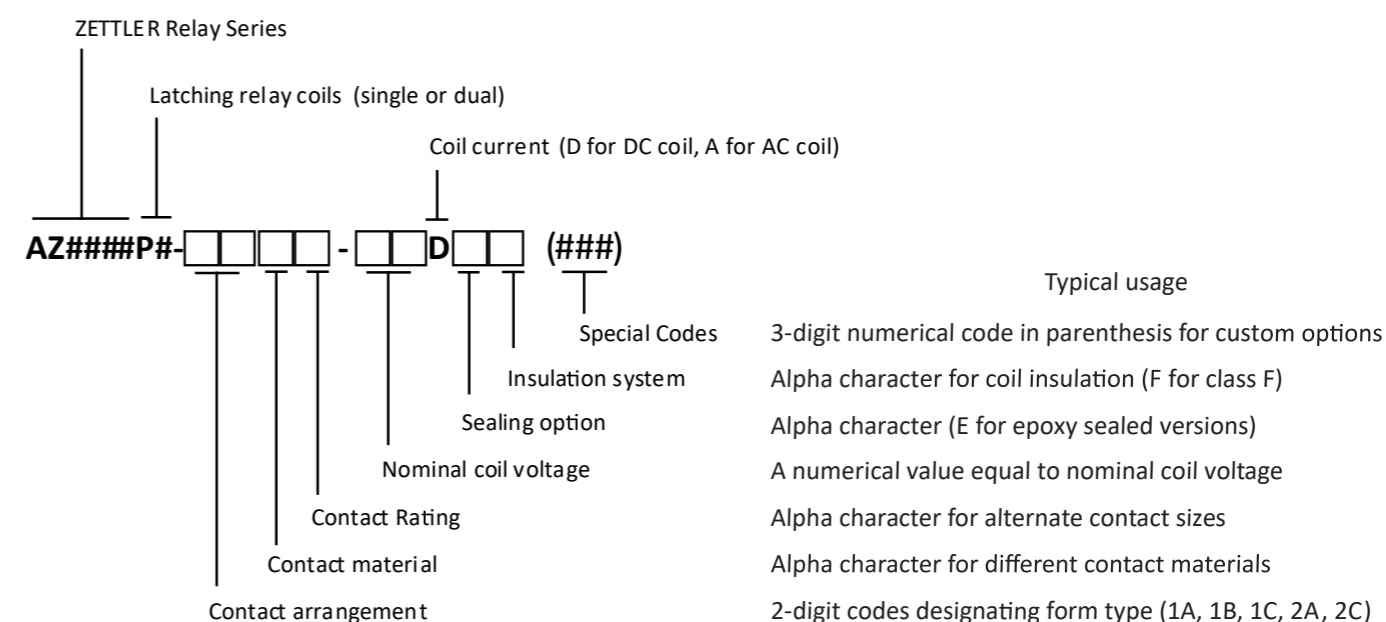 ZETTLER Relay Series
Latching relay coils (single or dual)
Coil current (D for DC coil, A for AC coil)
AZ####P#-□□□□ - □□D□□ (###)
Typical usage
Special Codes 3-digit numerical code in parenthesis for custom options
Insulation system Alpha character for coil insulation (F for class F)
Sealing option Alpha character (E for epoxy sealed versions)
Nominal coil voltage A numerical value equal to nominal coil voltage
Contact Rating Alpha character for alternate contact sizes
Contact material Alpha character for different contact materials
Contact arrangement 2-digit codes designating form type (1A, 1B, 1C, 2A, 2C)